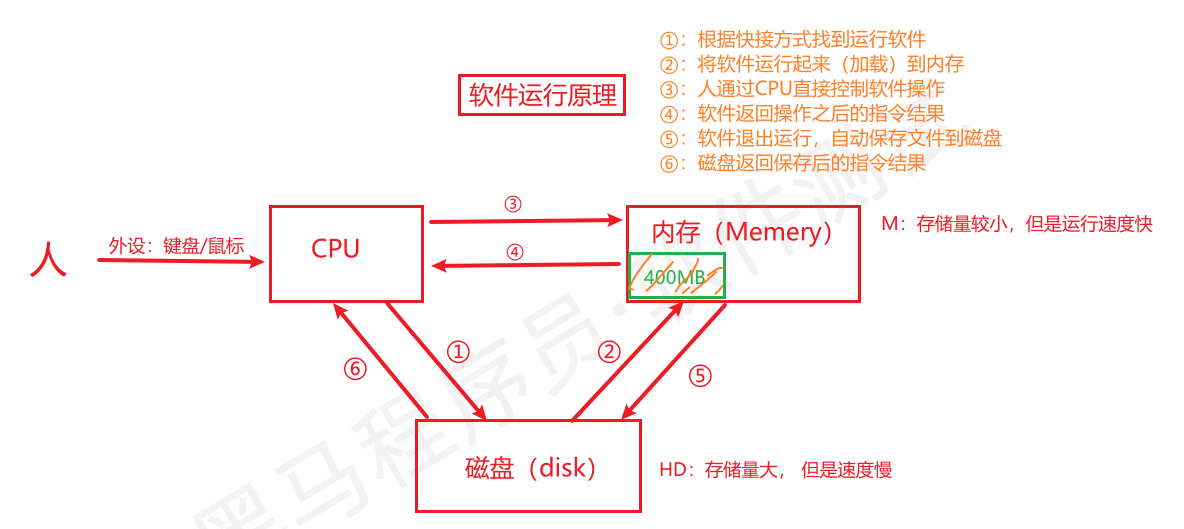 ①：根据快接方式找到运行软件
②：将软件运行起来（加载）到内存
软件运行原理
③：人通过CPU直接控制软件操作
④：软件返回操作之后的指令结果
⑤：软件退出运行，自动保存文件到磁盘
⑥：磁盘返回保存后的指令结果
③
人
外设：键盘/鼠标
CPU
内存（Memery）
M：存储量较小，但是运行速度快
④
400MB
⑥
①
②
⑤
磁盘（disk）
HD：存储量大， 但是速度慢
黑马程序员·软件测试